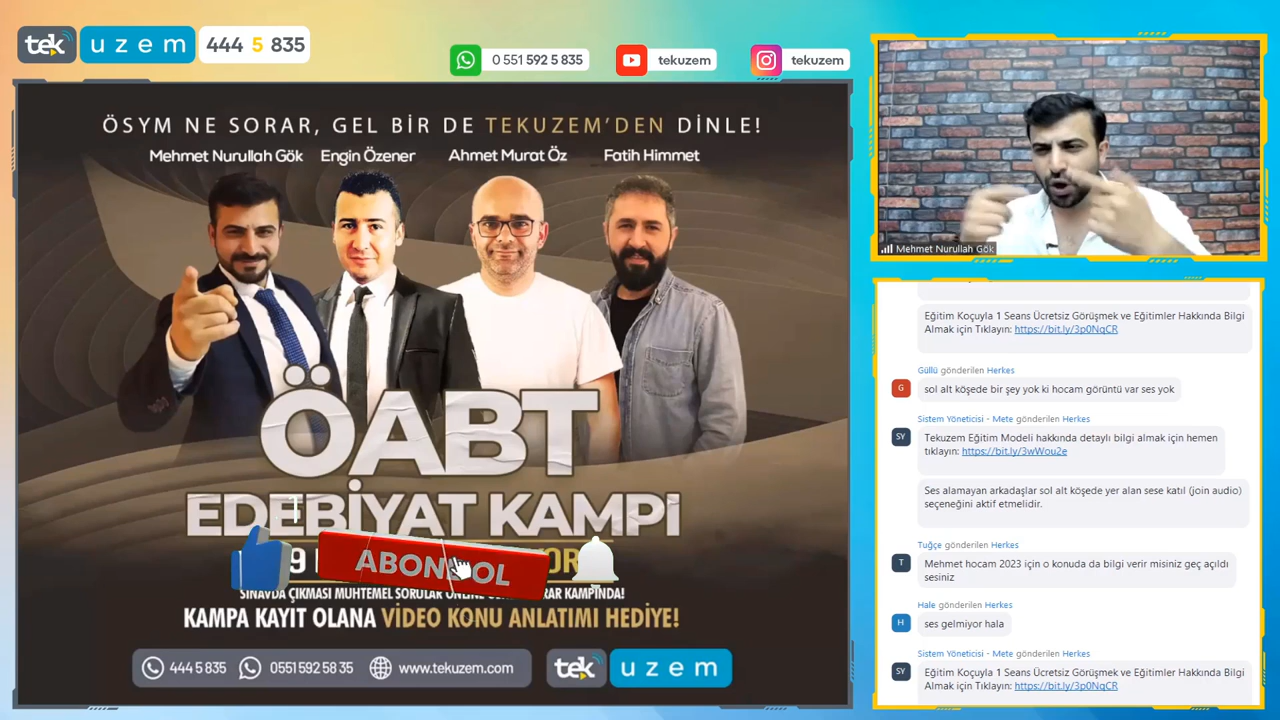 tek uzem 444 5 835
0 551 592 5 835
tekuzem
tekuzem
ÖSYM NE SORAR, GEL BİR DE TEKUZEM'DEN DİNLE!
Mehmet Nurullah Gök Engin Özener Ahmet Murat Öz Fatih Himmet
ÖABT
EDEBİYAT KAMPI
1
ABONE OL
KAMPA KAYIT OLANA VİDEO KONU ANLATIMI HEDİYE!
444 5 835 0551 592 58 35 www.tekuzem.com tek uzem
Mehmet Nurullah Gök
Eğitim Koçuyla 1 Seans Ücretsiz Görüşmek ve Eğitimler Hakkında Bilgi
Almak için Tıklayın: https://bit.ly/3p0NqCR
Güllü gönderilen Herkes
G
sol alt köşede bir şey yok ki hocam görüntü var ses yok
Sistem Yöneticisi - Mete gönderilen Herkes
SY
Tekuzem Eğitim Modeli hakkında detaylı bilgi almak için hemen
tıklayın: https://bit.ly/3wWou2e
Ses alamayan arkadaşlar sol alt köşede yer alan sese katıl (join audio)
seçeneğini aktif etmelidir.
Tuğçe gönderilen Herkes
T
Mehmet hocam 2023 için o konuda da bilgi verir misiniz geç açıldı
sesiniz
Hale gönderilen Herkes
H
ses gelmiyor hala
Sistem Yöneticisi - Mete gönderilen Herkes
SY
Eğitim Koçuyla 1 Seans Ücretsiz Görüşmek ve Eğitimler Hakkında Bilgi
Almak için Tıklayın: https://bit.ly/3p0NqCR